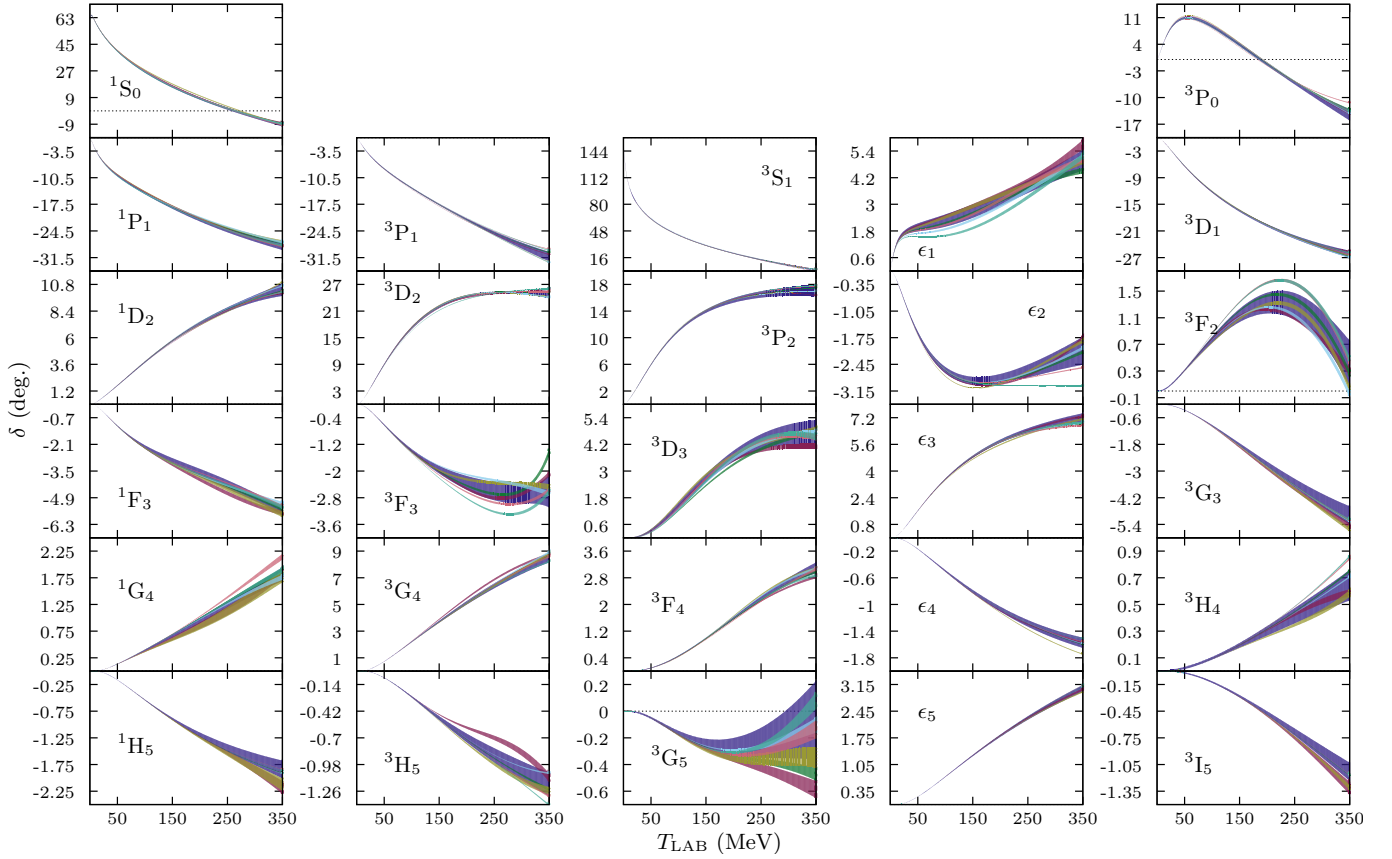 63 45 27 9 -9 ¹S₀
11 4 -3 -10 -17 ³P₀
-3.5 -10.5 -17.5 -24.5 -31.5 ¹P₁
-3.5 -10.5 -17.5 -24.5 -31.5 ³P₁
144 112 80 48 16 ³S₁
5.4 4.2 3 1.8 0.6 ϵ₁
-3 -9 -15 -21 -27 ³D₁
10.8 8.4 6 3.6 1.2 ¹D₂
27 21 15 9 3 ³D₂
18 14 10 6 2 ³P₂
-0.35 -1.05 -1.75 -2.45 -3.15 ϵ₂
1.5 1.1 0.7 0.3 -0.1 ³F₂
δ (deg.)
-0.7 -2.1 -3.5 -4.9 -6.3 ¹F₃
-0.4 -1.2 -2 -2.8 -3.6 ³F₃
5.4 4.2 3 1.8 0.6 ³D₃
7.2 5.6 4 2.4 0.8 ϵ₃
-0.6 -1.8 -3 -4.2 -5.4 ³G₃
2.25 1.75 1.25 0.75 0.25 ¹G₄
9 7 5 3 1 ³G₄
3.6 2.8 2 1.2 0.4 ³F₄
-0.2 -0.6 -1 -1.4 -1.8 ϵ₄
0.9 0.7 0.5 0.3 0.1 ³H₄
-0.25 -0.75 -1.25 -1.75 -2.25 ¹H₅
-0.14 -0.42 -0.7 -0.98 -1.26 ³H₅
0.2 0 -0.2 -0.4 -0.6 ³G₅
3.15 2.45 1.75 1.05 0.35 ϵ₅
-0.15 -0.45 -0.75 -1.05 -1.35 ³I₅
50 150 250 350 50 150 250 350 50 150 250 350 50 150 250 350 50 150 250 350
T_LAB (MeV)